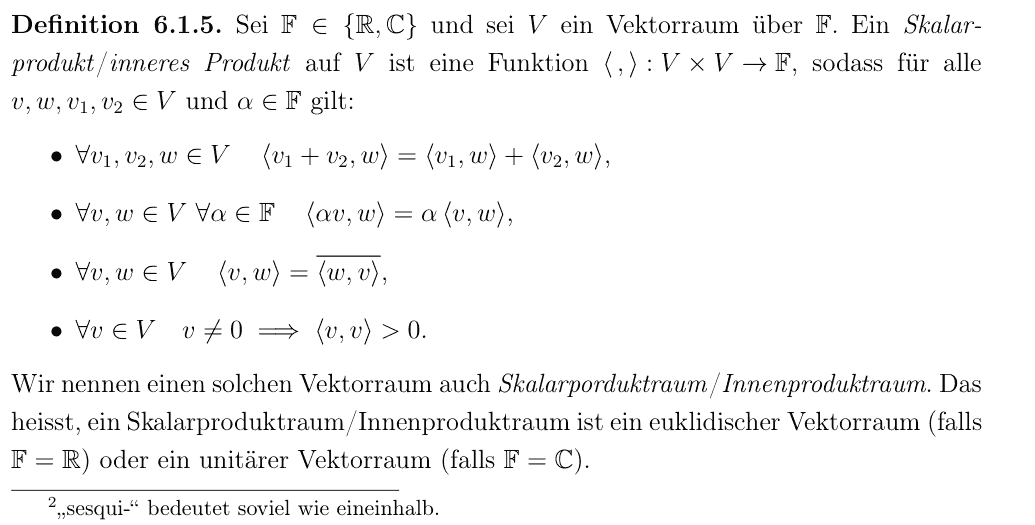 Definition 6.1.5. Sei 𝔽 ∈ {ℝ, ℂ} und sei V ein Vektorraum über 𝔽. Ein Skalar-
produkt/inneres Produkt auf V ist eine Funktion ⟨ , ⟩ : V × V → 𝔽, sodass für alle
v, w, v₁, v₂ ∈ V und α ∈ 𝔽 gilt:
• ∀v₁, v₂, w ∈ V ⟨v₁ + v₂, w⟩ = ⟨v₁, w⟩ + ⟨v₂, w⟩,
• ∀v, w ∈ V ∀α ∈ 𝔽 ⟨αv, w⟩ = α ⟨v, w⟩,
• ∀v, w ∈ V ⟨v, w⟩ = \overline{⟨w, v⟩},
• ∀v ∈ V v ≠ 0 ⟹ ⟨v, v⟩ > 0.
Wir nennen einen solchen Vektorraum auch Skalarporduktraum/Innenproduktraum. Das
heisst, ein Skalarproduktraum/Innenproduktraum ist ein euklidischer Vektorraum (falls
𝔽 = ℝ) oder ein unitärer Vektorraum (falls 𝔽 = ℂ).
²„sesqui-“ bedeutet soviel wie eineinhalb.